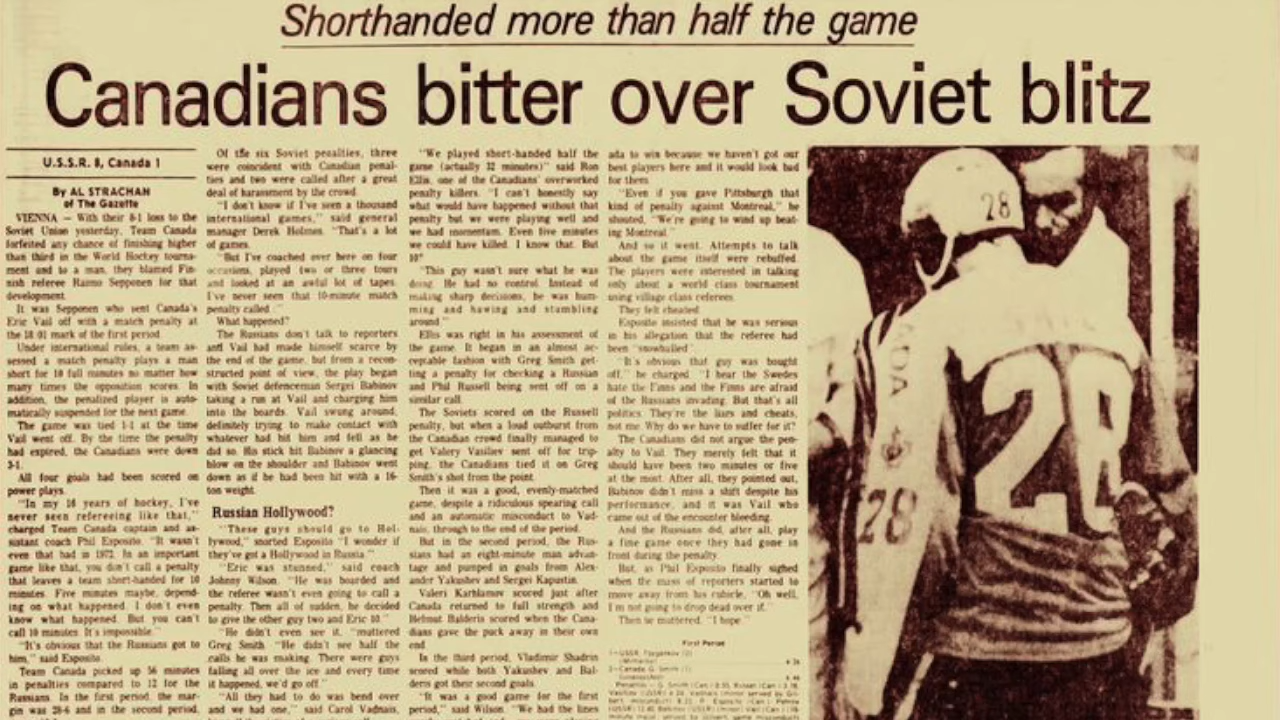 Shorthanded more than half the game
Canadians bitter over Soviet blitz
U.S.S.R. 8, Canada 1
By AL STRACHAN
of The Gazette
VIENNA — With their 8-1 loss to the
Soviet Union yesterday, Team Canada
forfeited any chance of finishing higher
than third in the World Hockey tourna-
ment and to a man, they blamed Fin-
nish referee Raimo Sepponen for that
development.
It was Sepponen who sent Canada's
Eric Vail off with a match penalty at
the 18:01 mark of the first period.
Under international rules, a team as-
sessed a match penalty plays a man
short for 10 full minutes no matter how
many times the opposition scores. In
addition, the penalized player is auto-
matically suspended for the next game.
The game was tied 1-1 at the time
Vail went off. By the time the penalty
had expired, the Canadians were down
3-1.
All four goals had been scored on
power plays.
"In my 16 years of hockey, I've
never seen refereeing like that,"
charged Team Canada captain and as-
sistant coach Phil Esposito. "It wasn't
even that bad in 1972. In an important
game like that, you don't call a penalty
that leaves a team short-handed for 10
minutes. Five minutes maybe, depend-
ing on what happened. I don't even
know what happened. But you can't
call 10 minutes. It's impossible."
"It's obvious that the Russians got to
him," said Esposito.
Team Canada picked up 56 minutes
in penalties compared to 12 for the
Russians. In the first period, the mar-
gin was 28-6 and in the second period,
Of the six Soviet penalties, three
were coincident with Canadian penal-
ties and two were called after a great
deal of harassment by the crowd.
"I don't know if I've seen a thousand
international games," said general
manager Derek Holmes. "That's a lot
of games.
"But I've coached over here on four
occasions, played two or three tours
and looked at an awful lot of tapes.
I've never seen that 10-minute match
penalty called."
What happened?
The Russians don't talk to reporters
and Vail had made himself scarce by
the end of the game, but from a recon-
structed point of view, the play began
with Soviet defenceman Sergei Babinov
taking a run at Vail and charging him
into the boards. Vail swung around,
definitely trying to make contact with
whatever had hit him and fell as he
did so. His stick hit Babinov a glancing
blow on the shoulder and Babinov went
down as if he had been hit with a 16-
ton weight.
Russian Hollywood?
"These guys should go to Hol-
lywood," snorted Esposito "I wonder if
they've got a Hollywood in Russia."
"Eric was stunned," said coach
Johnny Wilson. "He was boarded and
the referee wasn't even going to call a
penalty. Then all of sudden, he decided
to give the other guy two and Eric 10."
"He didn't even see it, "muttered
Greg Smith. "He didn't see half the
calls he was making. There were guys
falling all over the ice and every time
it happened, we'd go off."
"All they had to do was bend over
and we had one," said Carol Vadnais,
"We played short-handed half the
game (actually 32 minutes)" said Ron
Ellis, one of the Canadians' overworked
penalty killers. "I can't honestly say
what would have happened without that
penalty but we were playing well and
we had momentum. Even five minutes
we could have killed. I know that. But
10?
"This guy wasn't sure what he was
doing. He had no control. Instead of
making sharp decisions, he was hum-
ming and hawing and stumbling
around"
Ellis was right in his assessment of
the game. It began in an almost ac-
ceptable fashion with Greg Smith get-
ting a penalty for checking a Russian
and Phil Russell being sent off on a
similar call.
The Soviets scored on the Russell
penalty, but when a loud outburst from
the Canadian crowd finally managed to
get Valery Vasiliev sent off for trip-
ping, the Canadians tied it on Greg
Smith's shot from the point.
Then it was a good, evenly-matched
game, despite a ridiculous spearing call
and an automatic misconduct to Vad-
nais, through to the end of the period.
But in the second period, the Rus-
sians had an eight-minute man advan-
tage and pumped in goals from Alex-
ander Yakushev and Sergei Kapustin.
Valeri Karhlamov scored just after
Canada returned to full strength and
Helmut Balderis scored when the Cana-
dians gave the puck away in their own
end.
In the third period, Vladimir Shadrin
scored while both Yakushev and Bal-
deris got their second goals.
"It was a good game for the first
period," said Wilson. "We had the lines
ada to win because we haven't got our
best players here and it would look bad
for them.
"Even if you gave Pittsburgh that
kind of penalty against Montreal," he
shouted, "We're going to wind up beat-
ing Montreal."
And so it went. Attempts to talk
about the game itself were rebuffed.
The players were interested in talking
only about a world class tournament
using village class referees.
They felt cheated.
Esposito insisted that he was serious
in his allegation that the referee had
been "snowballed"
"It's obvious that guy was bought
off," he charged. "I hear the Swedes
hate the Finns and the Finns are afraid
of the Russians invading. But that's all
politics. They're the liars and cheats,
not me. Why do we have to suffer for it?
The Canadians did not argue the pen-
alty to Vail. They merely felt that it
should have been two minutes or five
at the most. After all, they pointed out,
Babinov didn't miss a shift despite his
performance, and it was Vail who
came out of the encounter bleeding.
And the Russians did, after all, play
a fine game once they had gone in
front during the penalty.
But, as Phil Esposito finally sighed
when the mass of reporters started to
move away from his cubicle, "Oh well,
I'm not going to drop dead over it."
Then he muttered, "I hope"
First Period
28
28
28